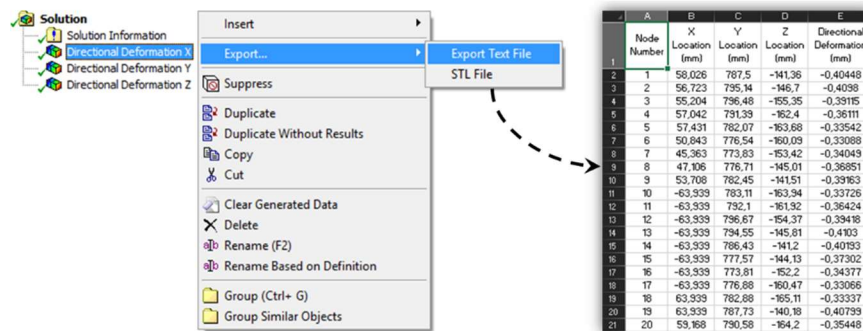 Solution
Solution Information
Directional Deformation X
Directional Deformation Y
Directional Deformation Z
Insert
Export...
Suppress
Duplicate
Duplicate Without Results
Copy
Cut
Clear Generated Data
Delete
Rename (F2)
Rename Based on Definition
Group (Ctrl+ G)
Group Similar Objects
Export Text File
STL File
A B C D E
1 Node Number X Location (mm) Y Location (mm) Z Location (mm) Directional Deformation (mm)
2 1 58,026 787,5 -141,36 -0,40448
3 2 56,723 795,14 -146,7 -0,4098
4 3 55,204 796,48 -155,35 -0,39115
5 4 57,042 791,39 -162,4 -0,36111
6 5 57,431 782,07 -163,68 -0,33542
7 6 50,843 776,54 -160,09 -0,33088
8 7 45,363 773,83 -153,42 -0,34049
9 8 47,106 776,71 -145,01 -0,36851
10 9 53,708 782,45 -141,51 -0,39163
11 10 -63,939 783,11 -163,94 -0,33726
12 11 -63,939 792,1 -161,92 -0,36424
13 12 -63,939 796,67 -154,37 -0,39418
14 13 -63,939 794,55 -145,81 -0,4103
15 14 -63,939 786,43 -141,2 -0,40193
16 15 -63,939 777,57 -144,13 -0,37302
17 16 -63,939 773,81 -152,2 -0,34377
18 17 -63,939 776,88 -160,47 -0,33066
19 18 63,939 782,88 -165,11 -0,33337
20 19 63,939 787,73 -140,18 -0,40795
21 20 59,168 790,58 -164,2 -0,35448